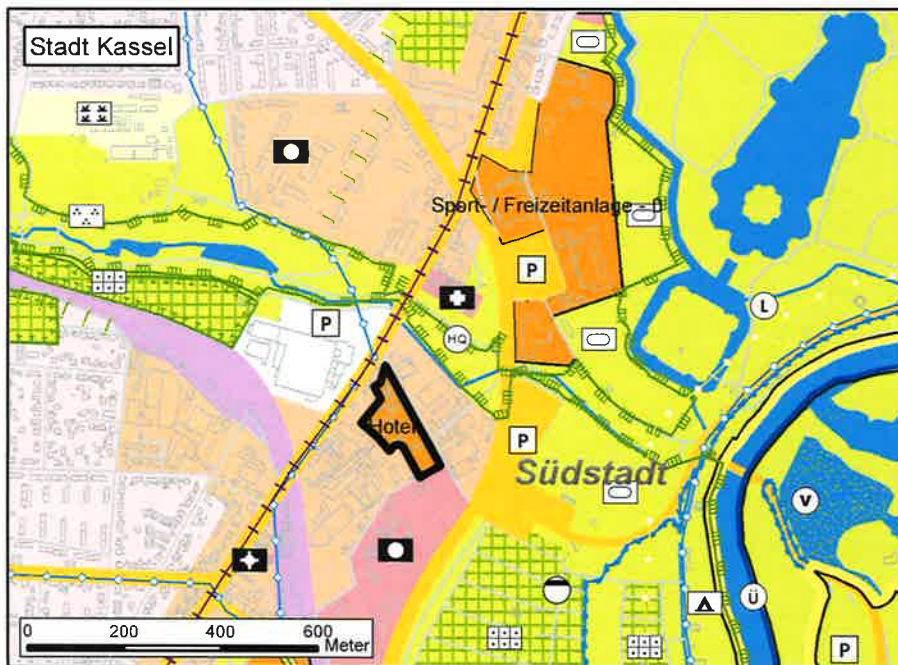 Stadt Kassel
Sport- / Freizeitanlage -
P
L
P
HQ
Hotel
P
Südstadt
V
Ü
P
0 200 400 600
Meter